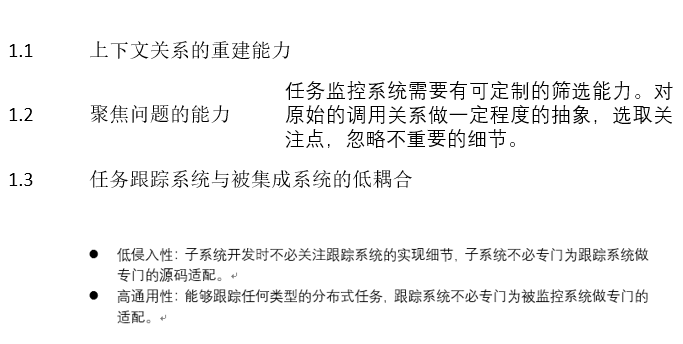 1.1 上下文关系的重建能力
1.2 聚焦问题的能力
任务监控系统需要有可定制的筛选能力。对
原始的调用关系做一定程度的抽象，选取关
注点，忽略不重要的细节。
1.3 任务跟踪系统与被集成系统的低耦合
● 低侵入性：子系统开发时不必关注跟踪系统的实现细节，子系统不必专门为跟踪系统做
专门的源码适配。
● 高通用性：能够跟踪任何类型的分布式任务，跟踪系统不必专门为被监控系统做专门的
适配。